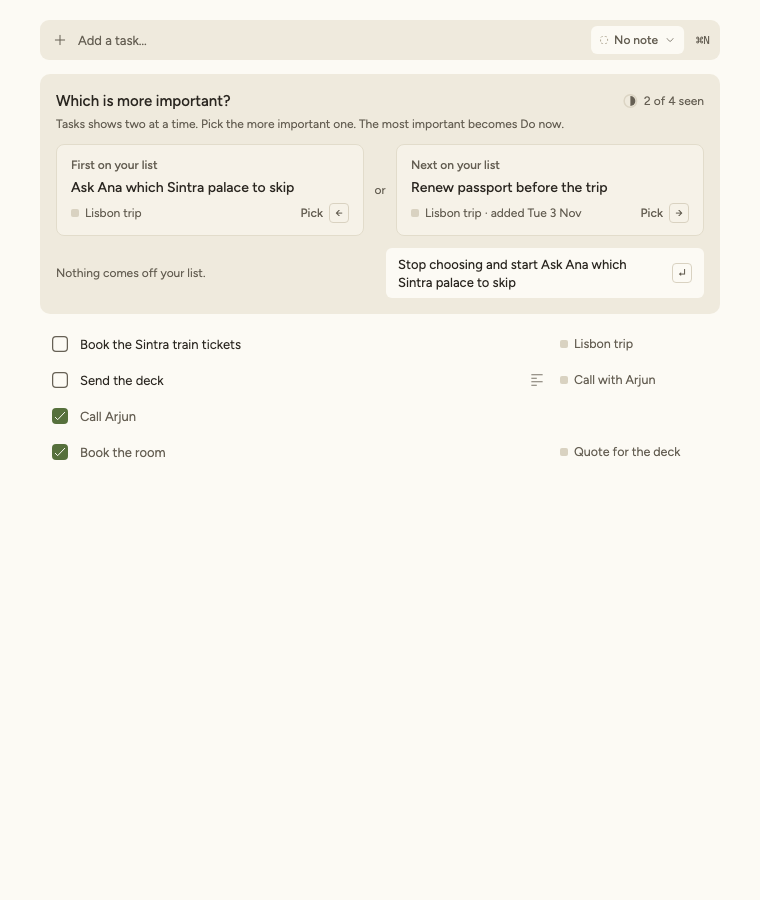 Add a task...
No note
⌘N
Which is more important?
2 of 4 seen
Tasks shows two at a time. Pick the more important one. The most important becomes Do now.
First on your list
Ask Ana which Sintra palace to skip
Lisbon trip
Pick ←
or
Next on your list
Renew passport before the trip
Lisbon trip · added Tue 3 Nov
Pick →
Nothing comes off your list.
Stop choosing and start Ask Ana which
Sintra palace to skip
Book the Sintra train tickets
Lisbon trip
Send the deck
Call with Arjun
Call Arjun
Book the room
Quote for the deck